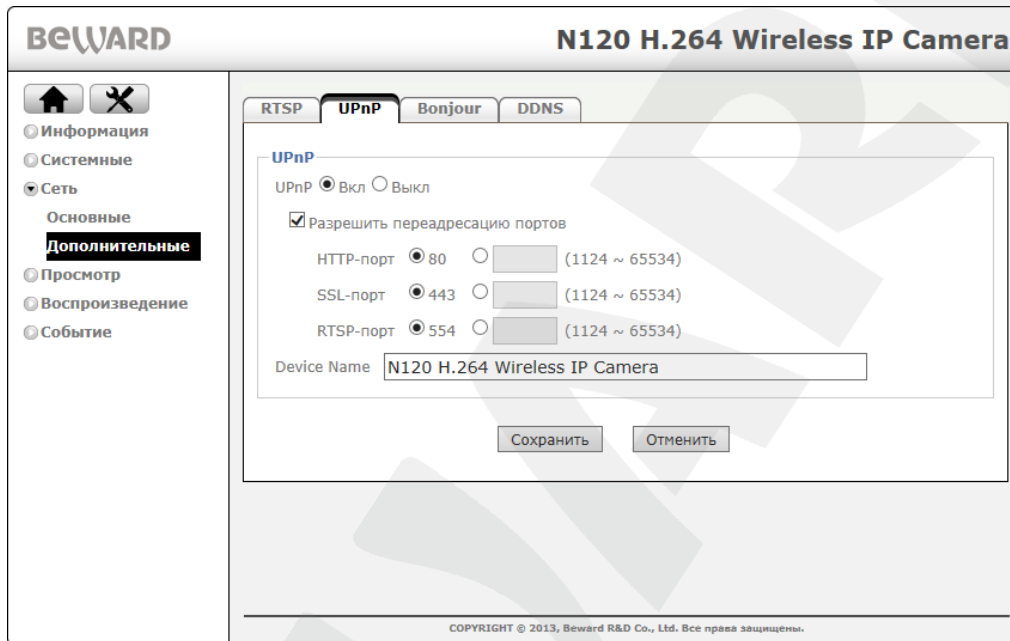 BEWARD
N120 H.264 Wireless IP Camera
Информация
Системные
Сеть
Основные
Дополнительные
Просмотр
Воспроизведение
Событие
RTSP UPnP Bonjour DDNS
UPnP
UPnP Вкл Выкл
Разрешить переадресацию портов
HTTP-порт 80 (1124 ~ 65534)
SSL-порт 443 (1124 ~ 65534)
RTSP-порт 554 (1124 ~ 65534)
Device Name N120 H.264 Wireless IP Camera
Сохранить Отменить
COPYRIGHT © 2013, Beward R&D Co., Ltd. Все права защищены.